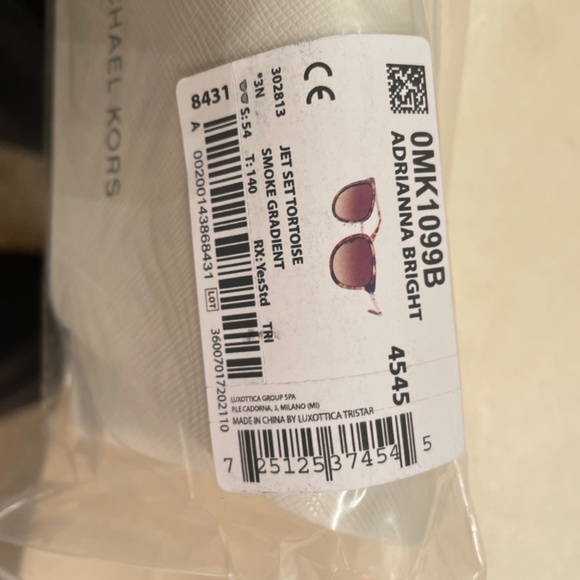 CHAEL KORS
0MK1099B
ADRIANNA BRIGHT
4545
CE
JET SET TORTOISE
SMOKE GRADIENT
302813
*3N
S: 54 T: 140 RX: YesStd TRI
8431
A 00200143868431
LOT 36007017202110
LUXOTTICA GROUP SPA
P.LE CADORNA, 3, MILANO (MI)
MADE IN CHINA BY LUXOTTICA TRISTAR
7 25125 37454 5